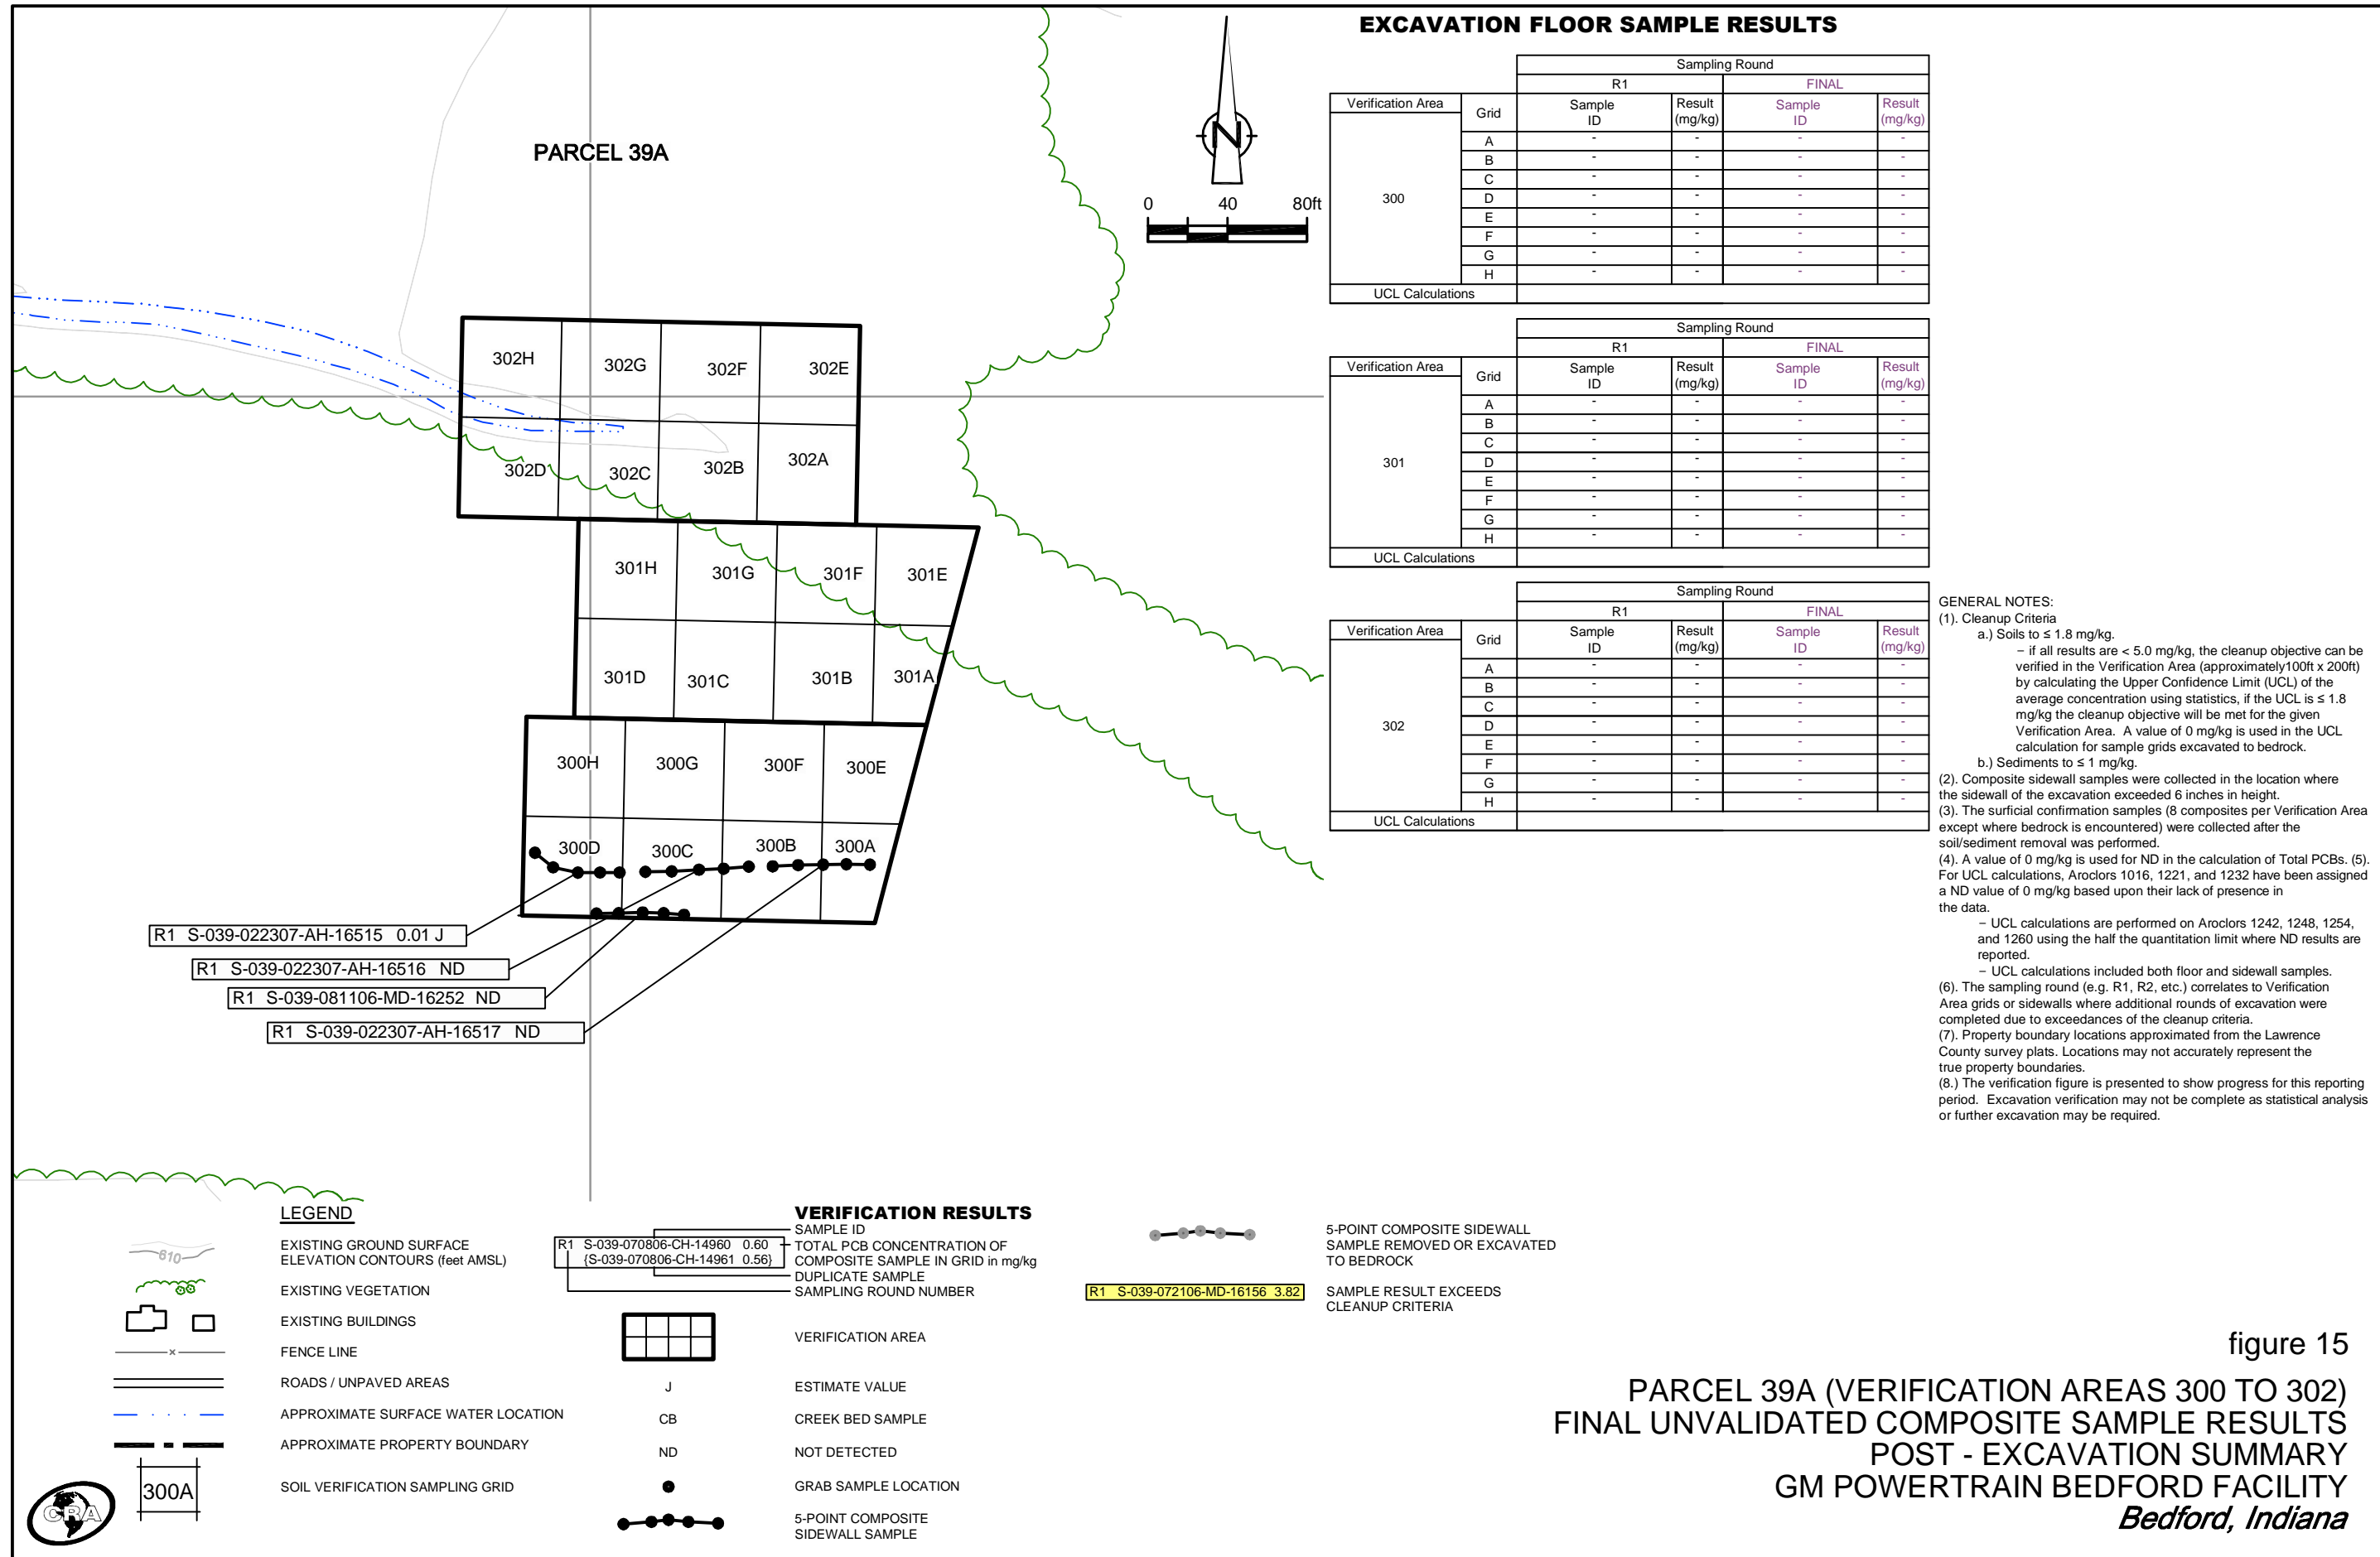 EXCAVATION FLOOR SAMPLE RESULTS
PARCEL 39A
N
0 40 80ft
Sampling Round
R1 FINAL
Verification Area Grid Sample ID Result (mg/kg) Sample ID Result (mg/kg)
300
A - - - -
B - - - -
C - - - -
D - - - -
E - - - -
F - - - -
G - - - -
H - - - -
UCL Calculations
Sampling Round
R1 FINAL
Verification Area Grid Sample ID Result (mg/kg) Sample ID Result (mg/kg)
301
A - - - -
B - - - -
C - - - -
D - - - -
E - - - -
F - - - -
G - - - -
H - - - -
UCL Calculations
Sampling Round
R1 FINAL
Verification Area Grid Sample ID Result (mg/kg) Sample ID Result (mg/kg)
302
A - - - -
B - - - -
C - - - -
D - - - -
E - - - -
F - - - -
G - - - -
H - - - -
UCL Calculations
302H 302G 302F 302E
302D 302C 302B 302A
301H 301G 301F 301E
301D 301C 301B 301A
300H 300G 300F 300E
300D 300C 300B 300A
R1 S-039-022307-AH-16515 0.01 J
R1 S-039-022307-AH-16516 ND
R1 S-039-081106-MD-16252 ND
R1 S-039-022307-AH-16517 ND
GENERAL NOTES:
(1). Cleanup Criteria
a.) Soils to ≤ 1.8 mg/kg.
– if all results are < 5.0 mg/kg, the cleanup objective can be
verified in the Verification Area (approximately100ft x 200ft)
by calculating the Upper Confidence Limit (UCL) of the
average concentration using statistics, if the UCL is ≤ 1.8
mg/kg the cleanup objective will be met for the given
Verification Area. A value of 0 mg/kg is used in the UCL
calculation for sample grids excavated to bedrock.
b.) Sediments to ≤ 1 mg/kg.
(2). Composite sidewall samples were collected in the location where
the sidewall of the excavation exceeded 6 inches in height.
(3). The surficial confirmation samples (8 composites per Verification Area
except where bedrock is encountered) were collected after the
soil/sediment removal was performed.
(4). A value of 0 mg/kg is used for ND in the calculation of Total PCBs. (5).
For UCL calculations, Aroclors 1016, 1221, and 1232 have been assigned
a ND value of 0 mg/kg based upon their lack of presence in
the data.
– UCL calculations are performed on Aroclors 1242, 1248, 1254,
and 1260 using the half the quantitation limit where ND results are
reported.
– UCL calculations included both floor and sidewall samples.
(6). The sampling round (e.g. R1, R2, etc.) correlates to Verification
Area grids or sidewalls where additional rounds of excavation were
completed due to exceedances of the cleanup criteria.
(7). Property boundary locations approximated from the Lawrence
County survey plats. Locations may not accurately represent the
true property boundaries.
(8.) The verification figure is presented to show progress for this reporting
period. Excavation verification may not be complete as statistical analysis
or further excavation may be required.
LEGEND
610
EXISTING GROUND SURFACE
ELEVATION CONTOURS (feet AMSL)
EXISTING VEGETATION
EXISTING BUILDINGS
x
FENCE LINE
ROADS / UNPAVED AREAS
APPROXIMATE SURFACE WATER LOCATION
APPROXIMATE PROPERTY BOUNDARY
300A
SOIL VERIFICATION SAMPLING GRID
CRA
VERIFICATION RESULTS
R1 S-039-070806-CH-14960 0.60
{S-039-070806-CH-14961 0.56}
SAMPLE ID
TOTAL PCB CONCENTRATION OF
COMPOSITE SAMPLE IN GRID in mg/kg
DUPLICATE SAMPLE
SAMPLING ROUND NUMBER
VERIFICATION AREA
J ESTIMATE VALUE
CB CREEK BED SAMPLE
ND NOT DETECTED
GRAB SAMPLE LOCATION
5-POINT COMPOSITE
SIDEWALL SAMPLE
5-POINT COMPOSITE SIDEWALL
SAMPLE REMOVED OR EXCAVATED
TO BEDROCK
R1 S-039-072106-MD-16156 3.82
SAMPLE RESULT EXCEEDS
CLEANUP CRITERIA
figure 15
PARCEL 39A (VERIFICATION AREAS 300 TO 302)
FINAL UNVALIDATED COMPOSITE SAMPLE RESULTS
POST - EXCAVATION SUMMARY
GM POWERTRAIN BEDFORD FACILITY
Bedford, Indiana